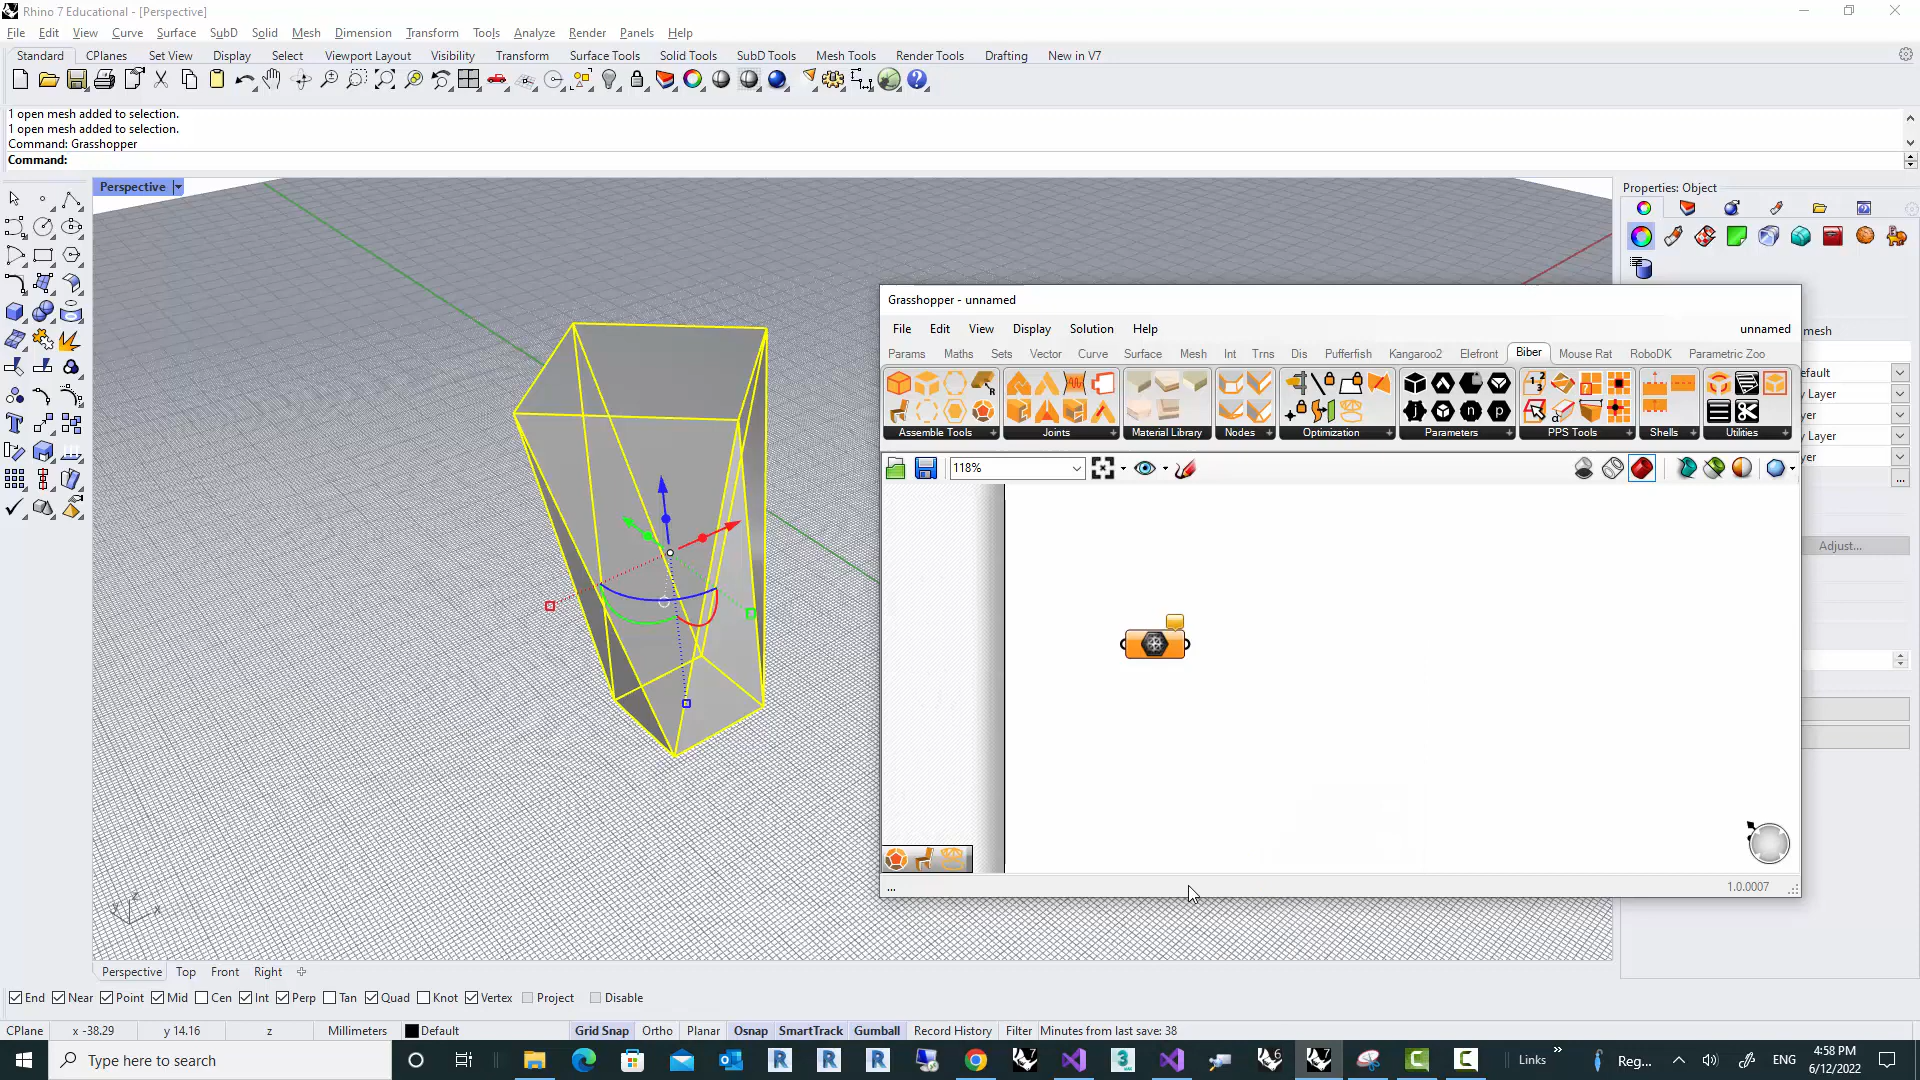 Rhino 7 Educational - [Perspective]
File Edit View Curve Surface SubD Solid Mesh Dimension Transform Tools Analyze Render Panels Help
Standard CPlanes Set View Display Select Viewport Layout Visibility Transform Surface Tools Solid Tools SubD Tools Mesh Tools Render Tools Drafting New in V7
1 open mesh added to selection.
1 open mesh added to selection.
Command: Grasshopper
Command:
Perspective
Properties: Object
Grasshopper - unnamed
File Edit View Display Solution Help unnamed
mesh
Params Maths Sets Vector Curve Surface Mesh Int Trns Dis Pufferfish Kangaroo2 Elefront Biber Mouse Rat RoboDK Parametric Zoo
efault
y Layer
yer
y Layer
yer
Assemble Tools Joints Material Library Nodes Optimization Parameters PPS Tools Shells Utilities
118%
...
Adjust...
z
y x
... 1.0.0007
Perspective Top Front Right
End Near Point Mid Cen Int Perp Tan Quad Knot Vertex Project Disable
CPlane x -38.29 y 14.16 z Millimeters Default Grid Snap Ortho Planar Osnap SmartTrack Gumball Record History Filter Minutes from last save: 38
Type here to search
Links
Reg...
ENG
4:58 PM
6/12/2022